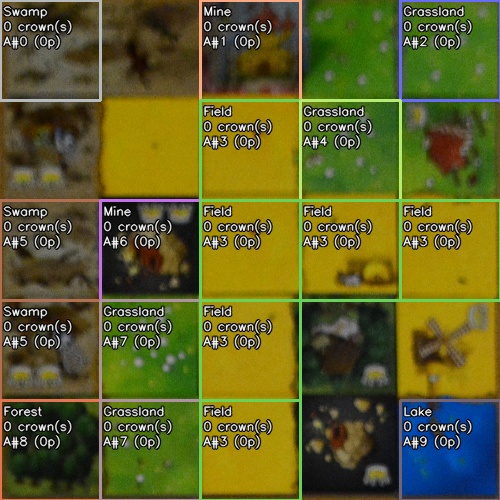 Swamp
0 crown(s)
A#0 (0p)
Mine
0 crown(s)
A#1 (0p)
Grassland
0 crown(s)
A#2 (0p)
Field
0 crown(s)
A#3 (0p)
Grassland
0 crown(s)
A#4 (0p)
Swamp
0 crown(s)
A#5 (0p)
Mine
0 crown(s)
A#6 (0p)
Field
0 crown(s)
A#3 (0p)
Field
0 crown(s)
A#3 (0p)
Field
0 crown(s)
A#3 (0p)
Swamp
0 crown(s)
A#5 (0p)
Grassland
0 crown(s)
A#7 (0p)
Field
0 crown(s)
A#3 (0p)
Forest
0 crown(s)
A#8 (0p)
Grassland
0 crown(s)
A#7 (0p)
Field
0 crown(s)
A#3 (0p)
Lake
0 crown(s)
A#9 (0p)